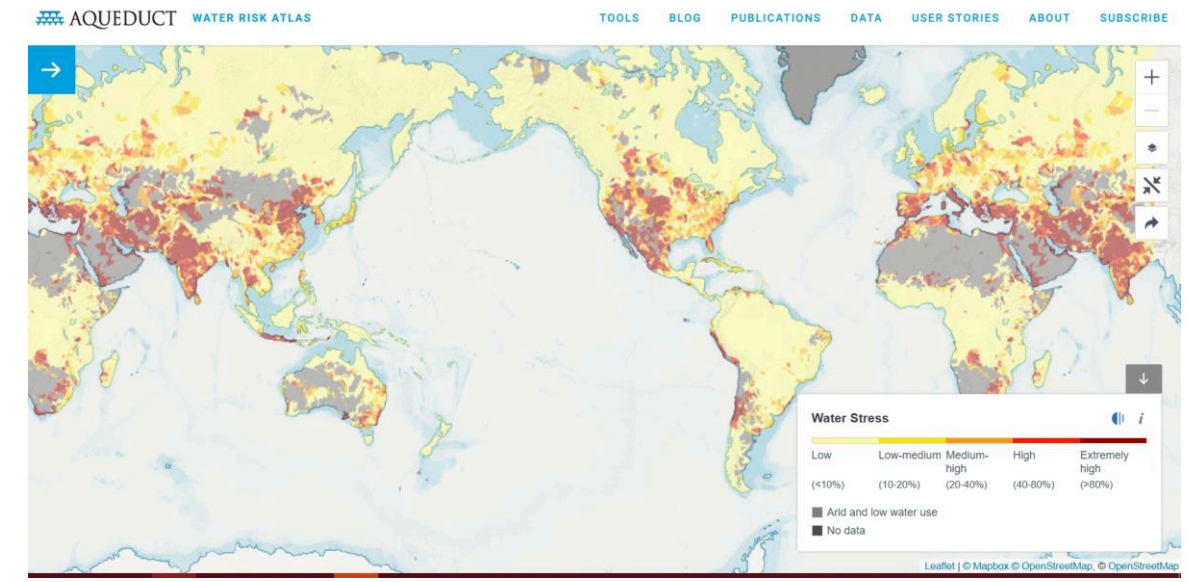 AQUEDUCT WATER RISK ATLAS TOOLS BLOG PUBLICATIONS DATA USER STORIES ABOUT SUBSCRIBE
Water Stress i
Low Low-medium Medium-high High Extremely high
(<10%) (10-20%) (20-40%) (40-80%) (>80%)
Arid and low water use
No data
Leaflet | © Mapbox © OpenStreetMap, © OpenStreetMap